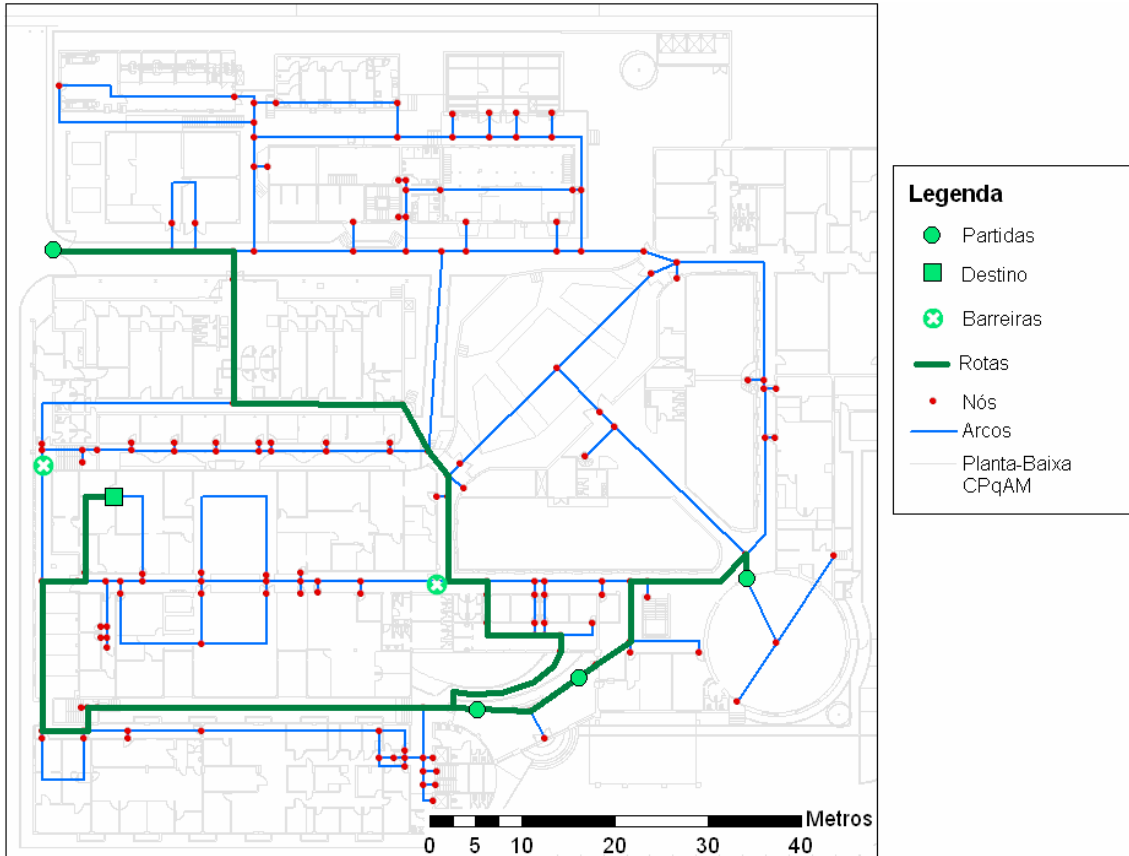 Legenda
Partidas
Destino
Barreiras
Rotas
Nós
Arcos
Planta-Baixa
CPqAM
Metros
0 5 10 20 30 40